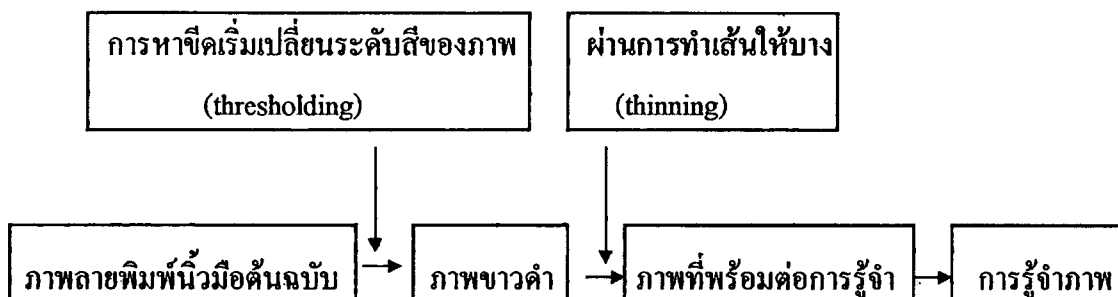 การหาขีดเริ่มเปลี่ยนระดับสีของภาพ
(thresholding)
ผ่านการทำเส้นให้บาง
(thinning)
ภาพลายพิมพ์นิ้วมือต้นฉบับ
ภาพขาวดำ
ภาพที่พร้อมต่อการรู้จำ
การรู้จำภาพ